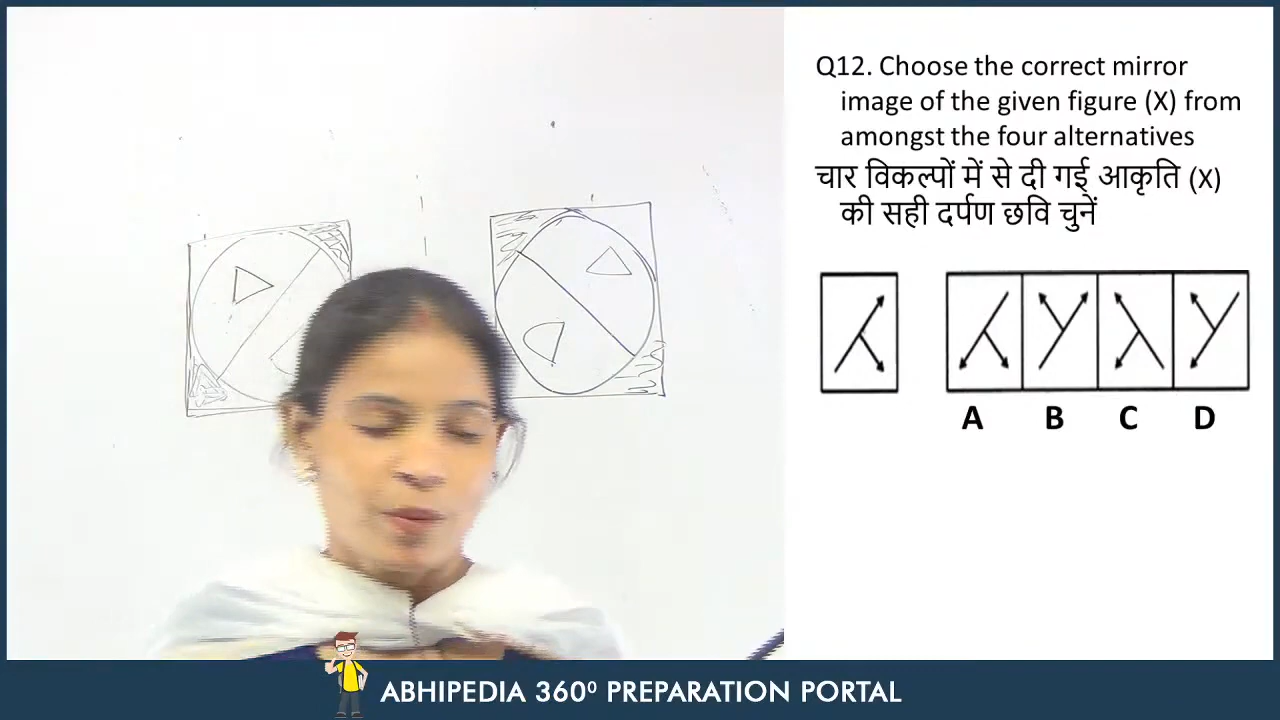 Q12. Choose the correct mirror
image of the given figure (X) from
amongst the four alternatives
चार विकल्पों में से दी गई आकृति (X)
की सही दर्पण छवि चुनें
A B C D
ABHIPEDIA 360⁰ PREPARATION PORTAL